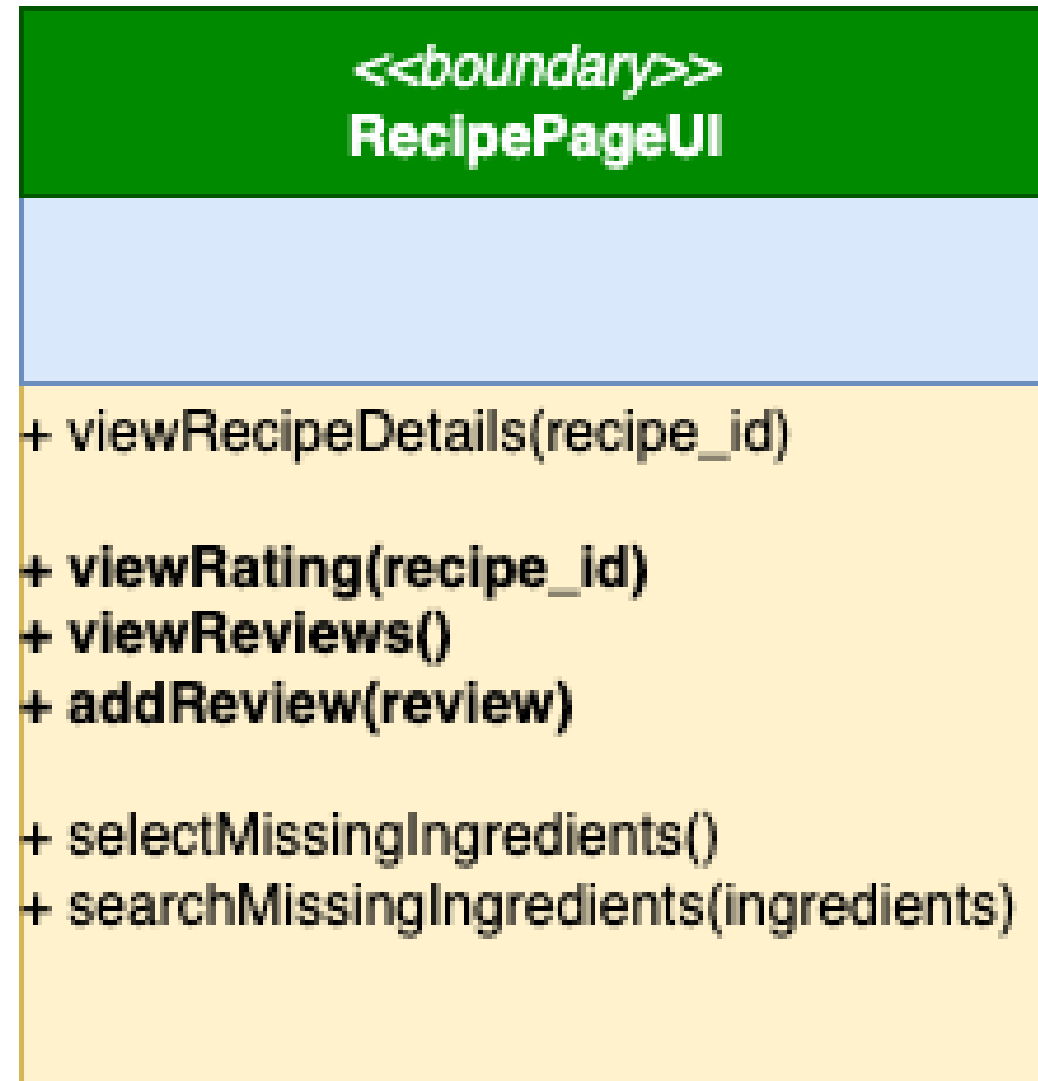 <<boundary>>
RecipePageUI
+ viewRecipeDetails(recipe_id)
+ viewRating(recipe_id)
+ viewReviews()
+ addReview(review)
+ selectMissingIngredients()
+ searchMissingIngredients(ingredients)